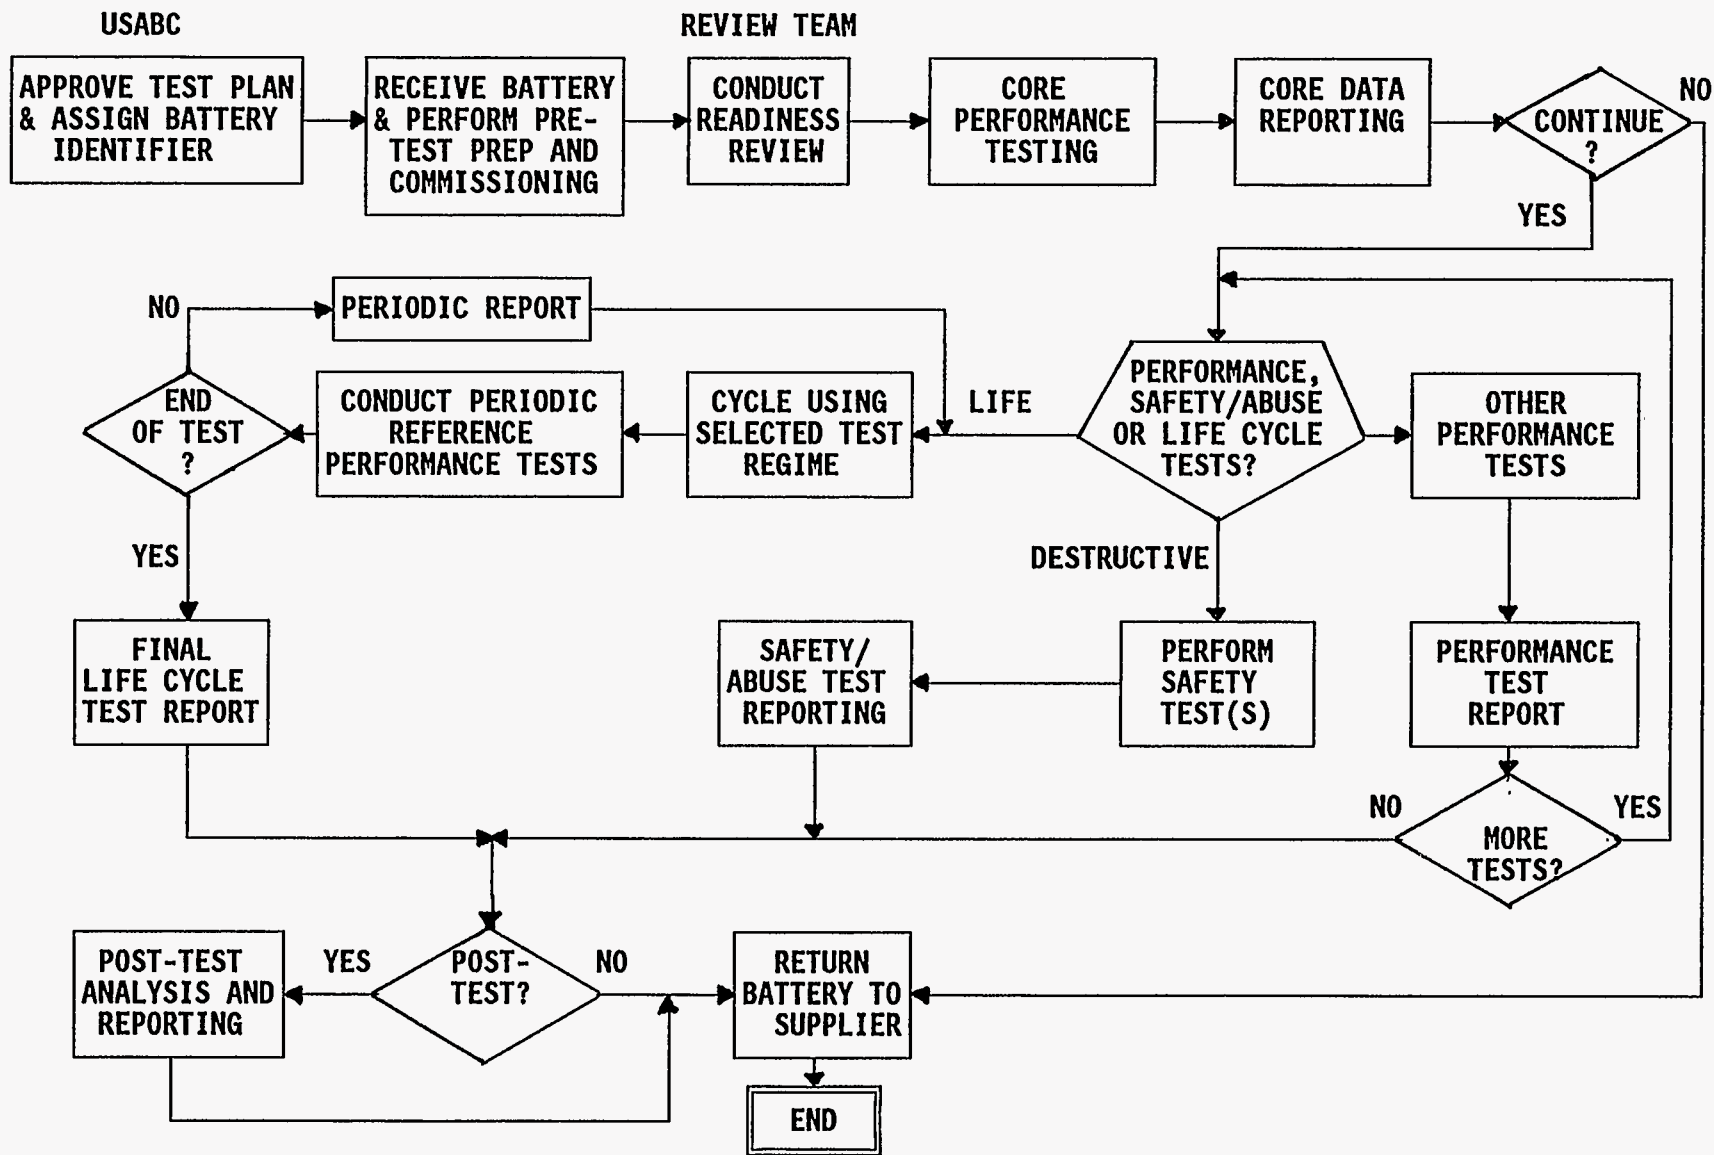 USABC
APPROVE TEST PLAN
& ASSIGN BATTERY
IDENTIFIER
RECEIVE BATTERY
& PERFORM PRE-
TEST PREP AND
COMMISSIONING
REVIEW TEAM
CONDUCT
READINESS
REVIEW
CORE
PERFORMANCE
TESTING
CORE DATA
REPORTING
CONTINUE
?
NO
YES
NO
PERIODIC REPORT
END
OF TEST
?
CONDUCT PERIODIC
REFERENCE
PERFORMANCE TESTS
CYCLE USING
SELECTED TEST
REGIME
LIFE
PERFORMANCE,
SAFETY/ABUSE
OR LIFE CYCLE
TESTS?
OTHER
PERFORMANCE
TESTS
YES
DESTRUCTIVE
FINAL
LIFE CYCLE
TEST REPORT
SAFETY/
ABUSE TEST
REPORTING
PERFORM
SAFETY
TEST(S)
PERFORMANCE
TEST
REPORT
NO
YES
MORE
TESTS?
POST-TEST
ANALYSIS AND
REPORTING
YES
POST-
TEST?
NO
RETURN
BATTERY TO
SUPPLIER
END